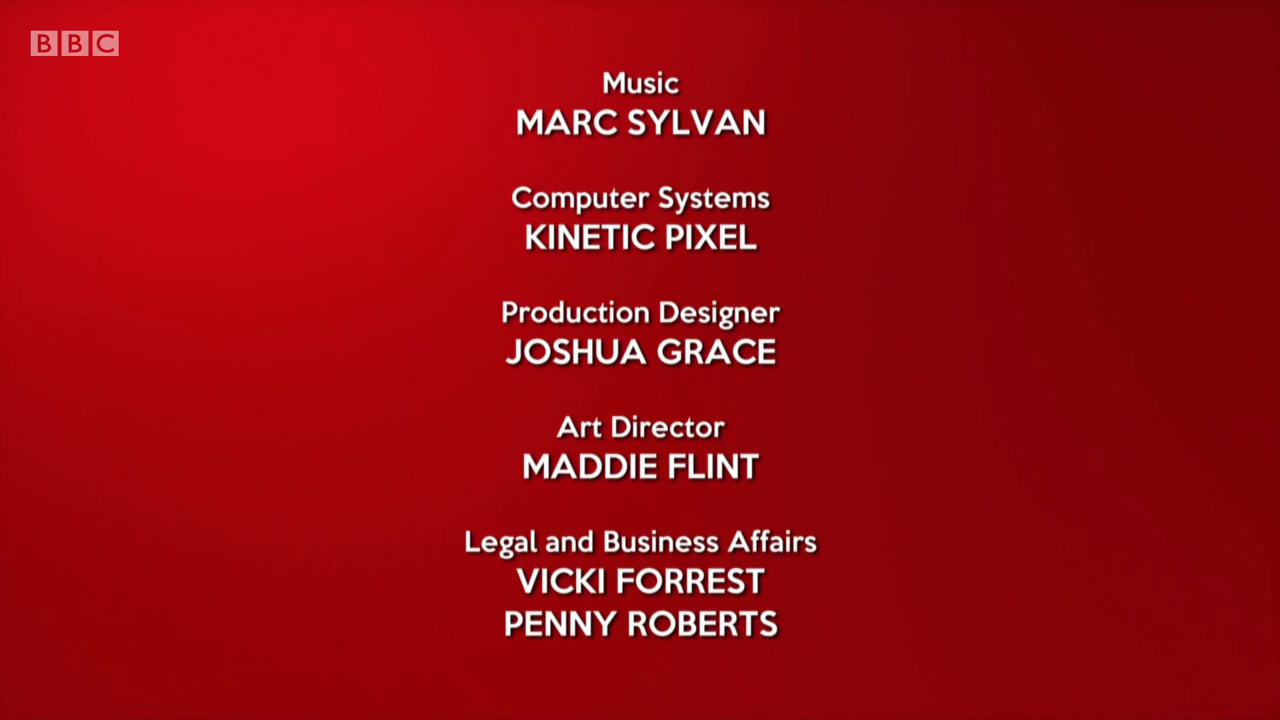 BBC
Music
MARC SYLVAN
Computer Systems
KINETIC PIXEL
Production Designer
JOSHUA GRACE
Art Director
MADDIE FLINT
Legal and Business Affairs
VICKI FORREST
PENNY ROBERTS